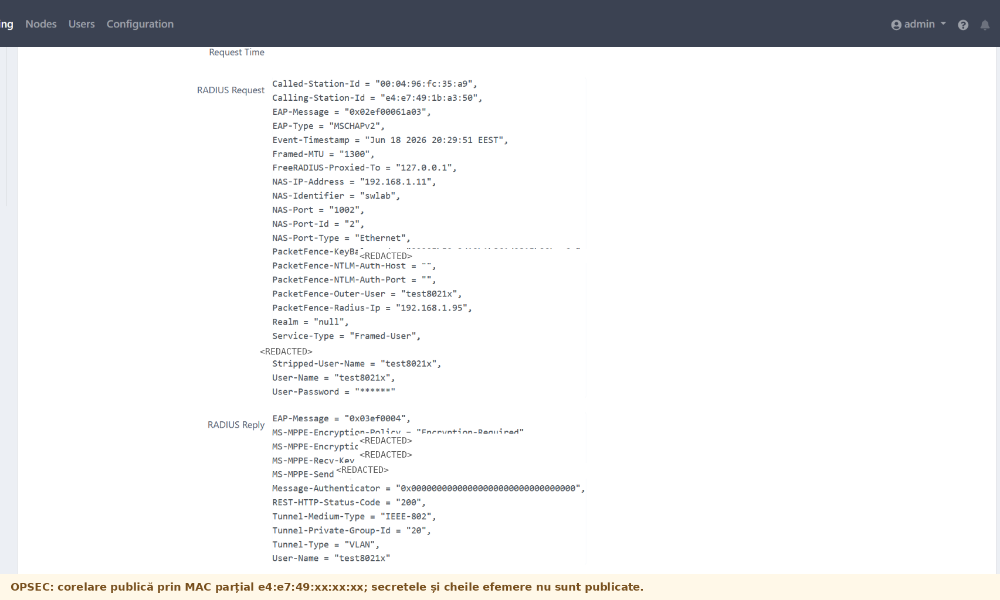 ing Nodes Users Configuration admin
Request Time
RADIUS Request
Called-Station-Id = "00:04:96:fc:35:a9",
Calling-Station-Id = "e4:e7:49:1b:a3:50",
EAP-Message = "0x02ef00061a03",
EAP-Type = "MSCHAPv2",
Event-Timestamp = "Jun 18 2026 20:29:51 EEST",
Framed-MTU = "1300",
FreeRADIUS-Proxied-To = "127.0.0.1",
NAS-IP-Address = "192.168.1.11",
NAS-Identifier = "swlab",
NAS-Port = "1002",
NAS-Port-Id = "2",
NAS-Port-Type = "Ethernet",
PacketFence-KeyBa <REDACTED>
PacketFence-NTLM-Auth-Host = "",
PacketFence-NTLM-Auth-Port = "",
PacketFence-Outer-User = "test8021x",
PacketFence-Radius-Ip = "192.168.1.95",
Realm = "null",
Service-Type = "Framed-User",
<REDACTED>
Stripped-User-Name = "test8021x",
User-Name = "test8021x",
User-Password = "******"
RADIUS Reply
EAP-Message = "0x03ef0004",
MS-MPPE-Encryption-Policy = "Encryption-Required"
MS-MPPE-Encryptio <REDACTED>
MS-MPPE-Recv-Key <REDACTED>
MS-MPPE-Send <REDACTED>
Message-Authenticator = "0x00000000000000000000000000000000",
REST-HTTP-Status-Code = "200",
Tunnel-Medium-Type = "IEEE-802",
Tunnel-Private-Group-Id = "20",
Tunnel-Type = "VLAN",
User-Name = "test8021x"
OPSEC: corelare publică prin MAC parțial e4:e7:49:xx:xx:xx; secretele și cheile efemere nu sunt publicate.